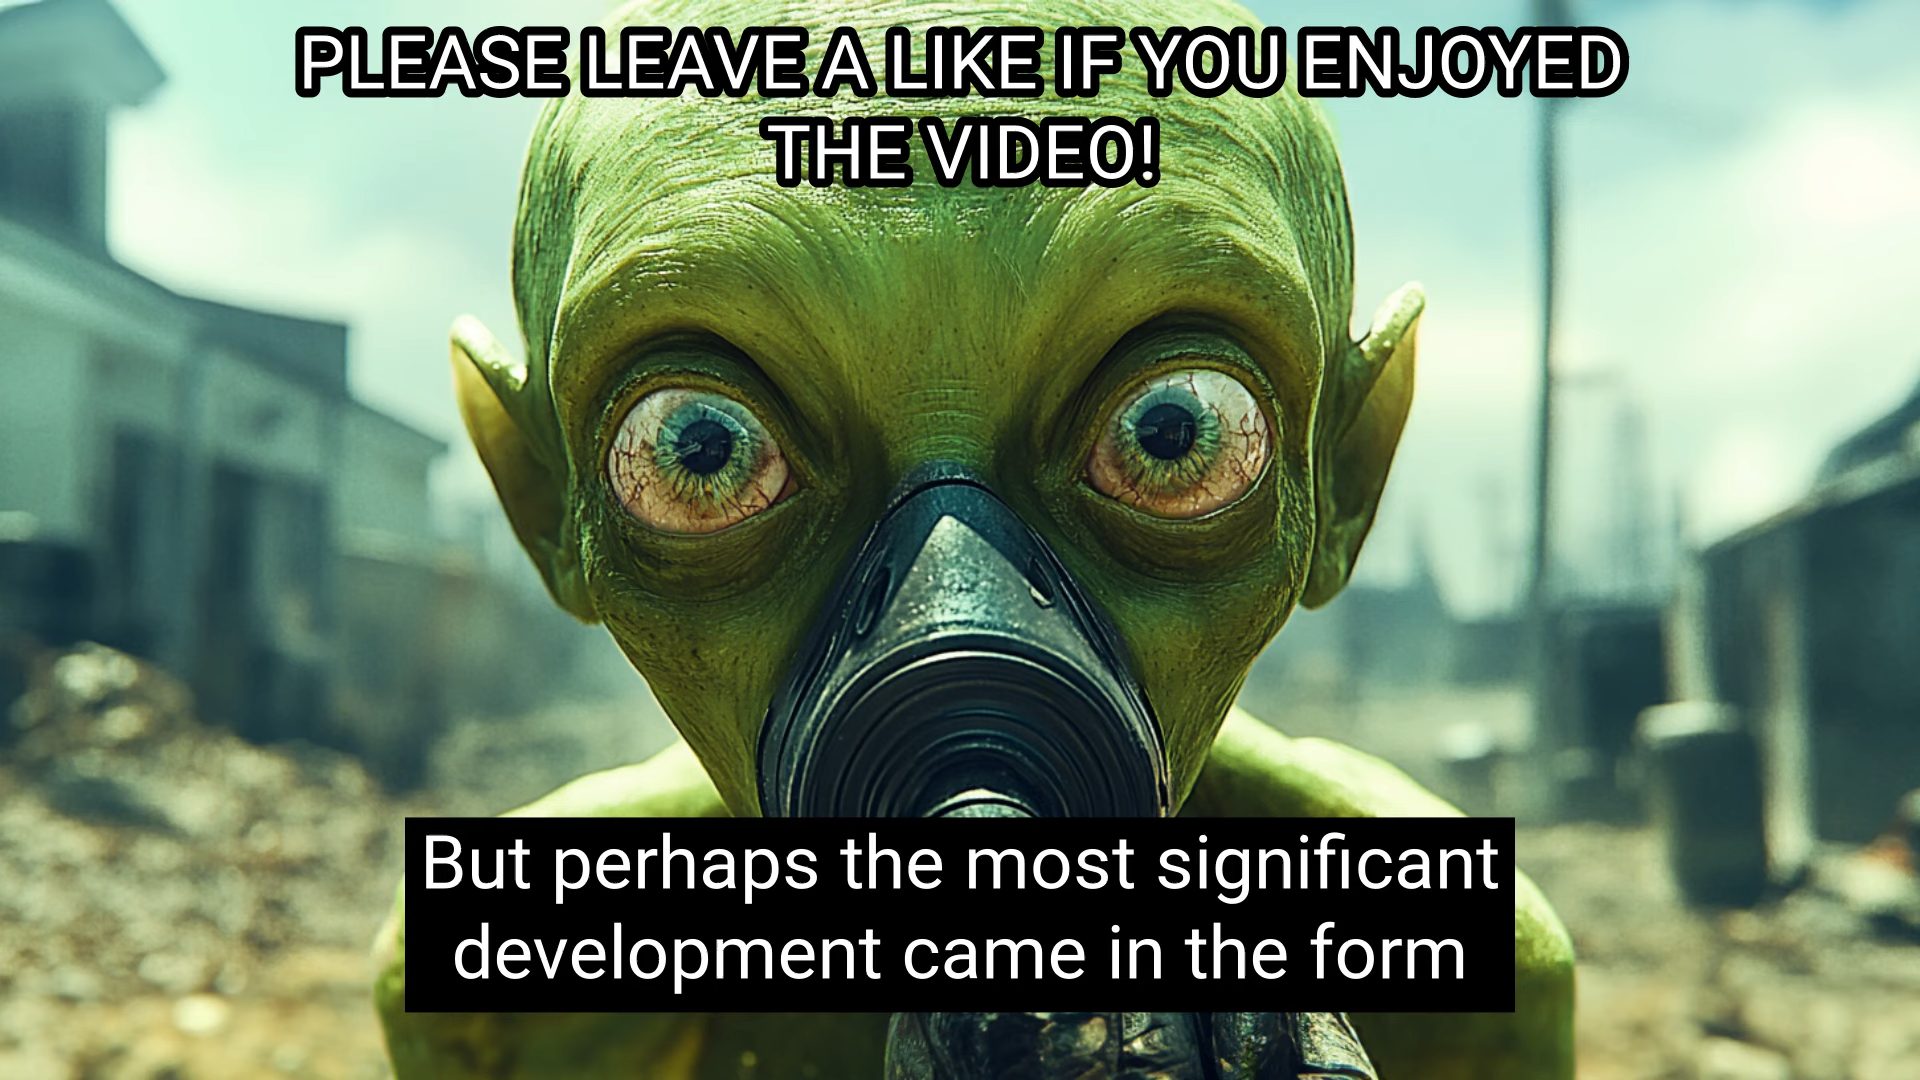 PLEASE LEAVE A LIKE IF YOU ENJOYED
THE VIDEO!
But perhaps the most significant
development came in the form